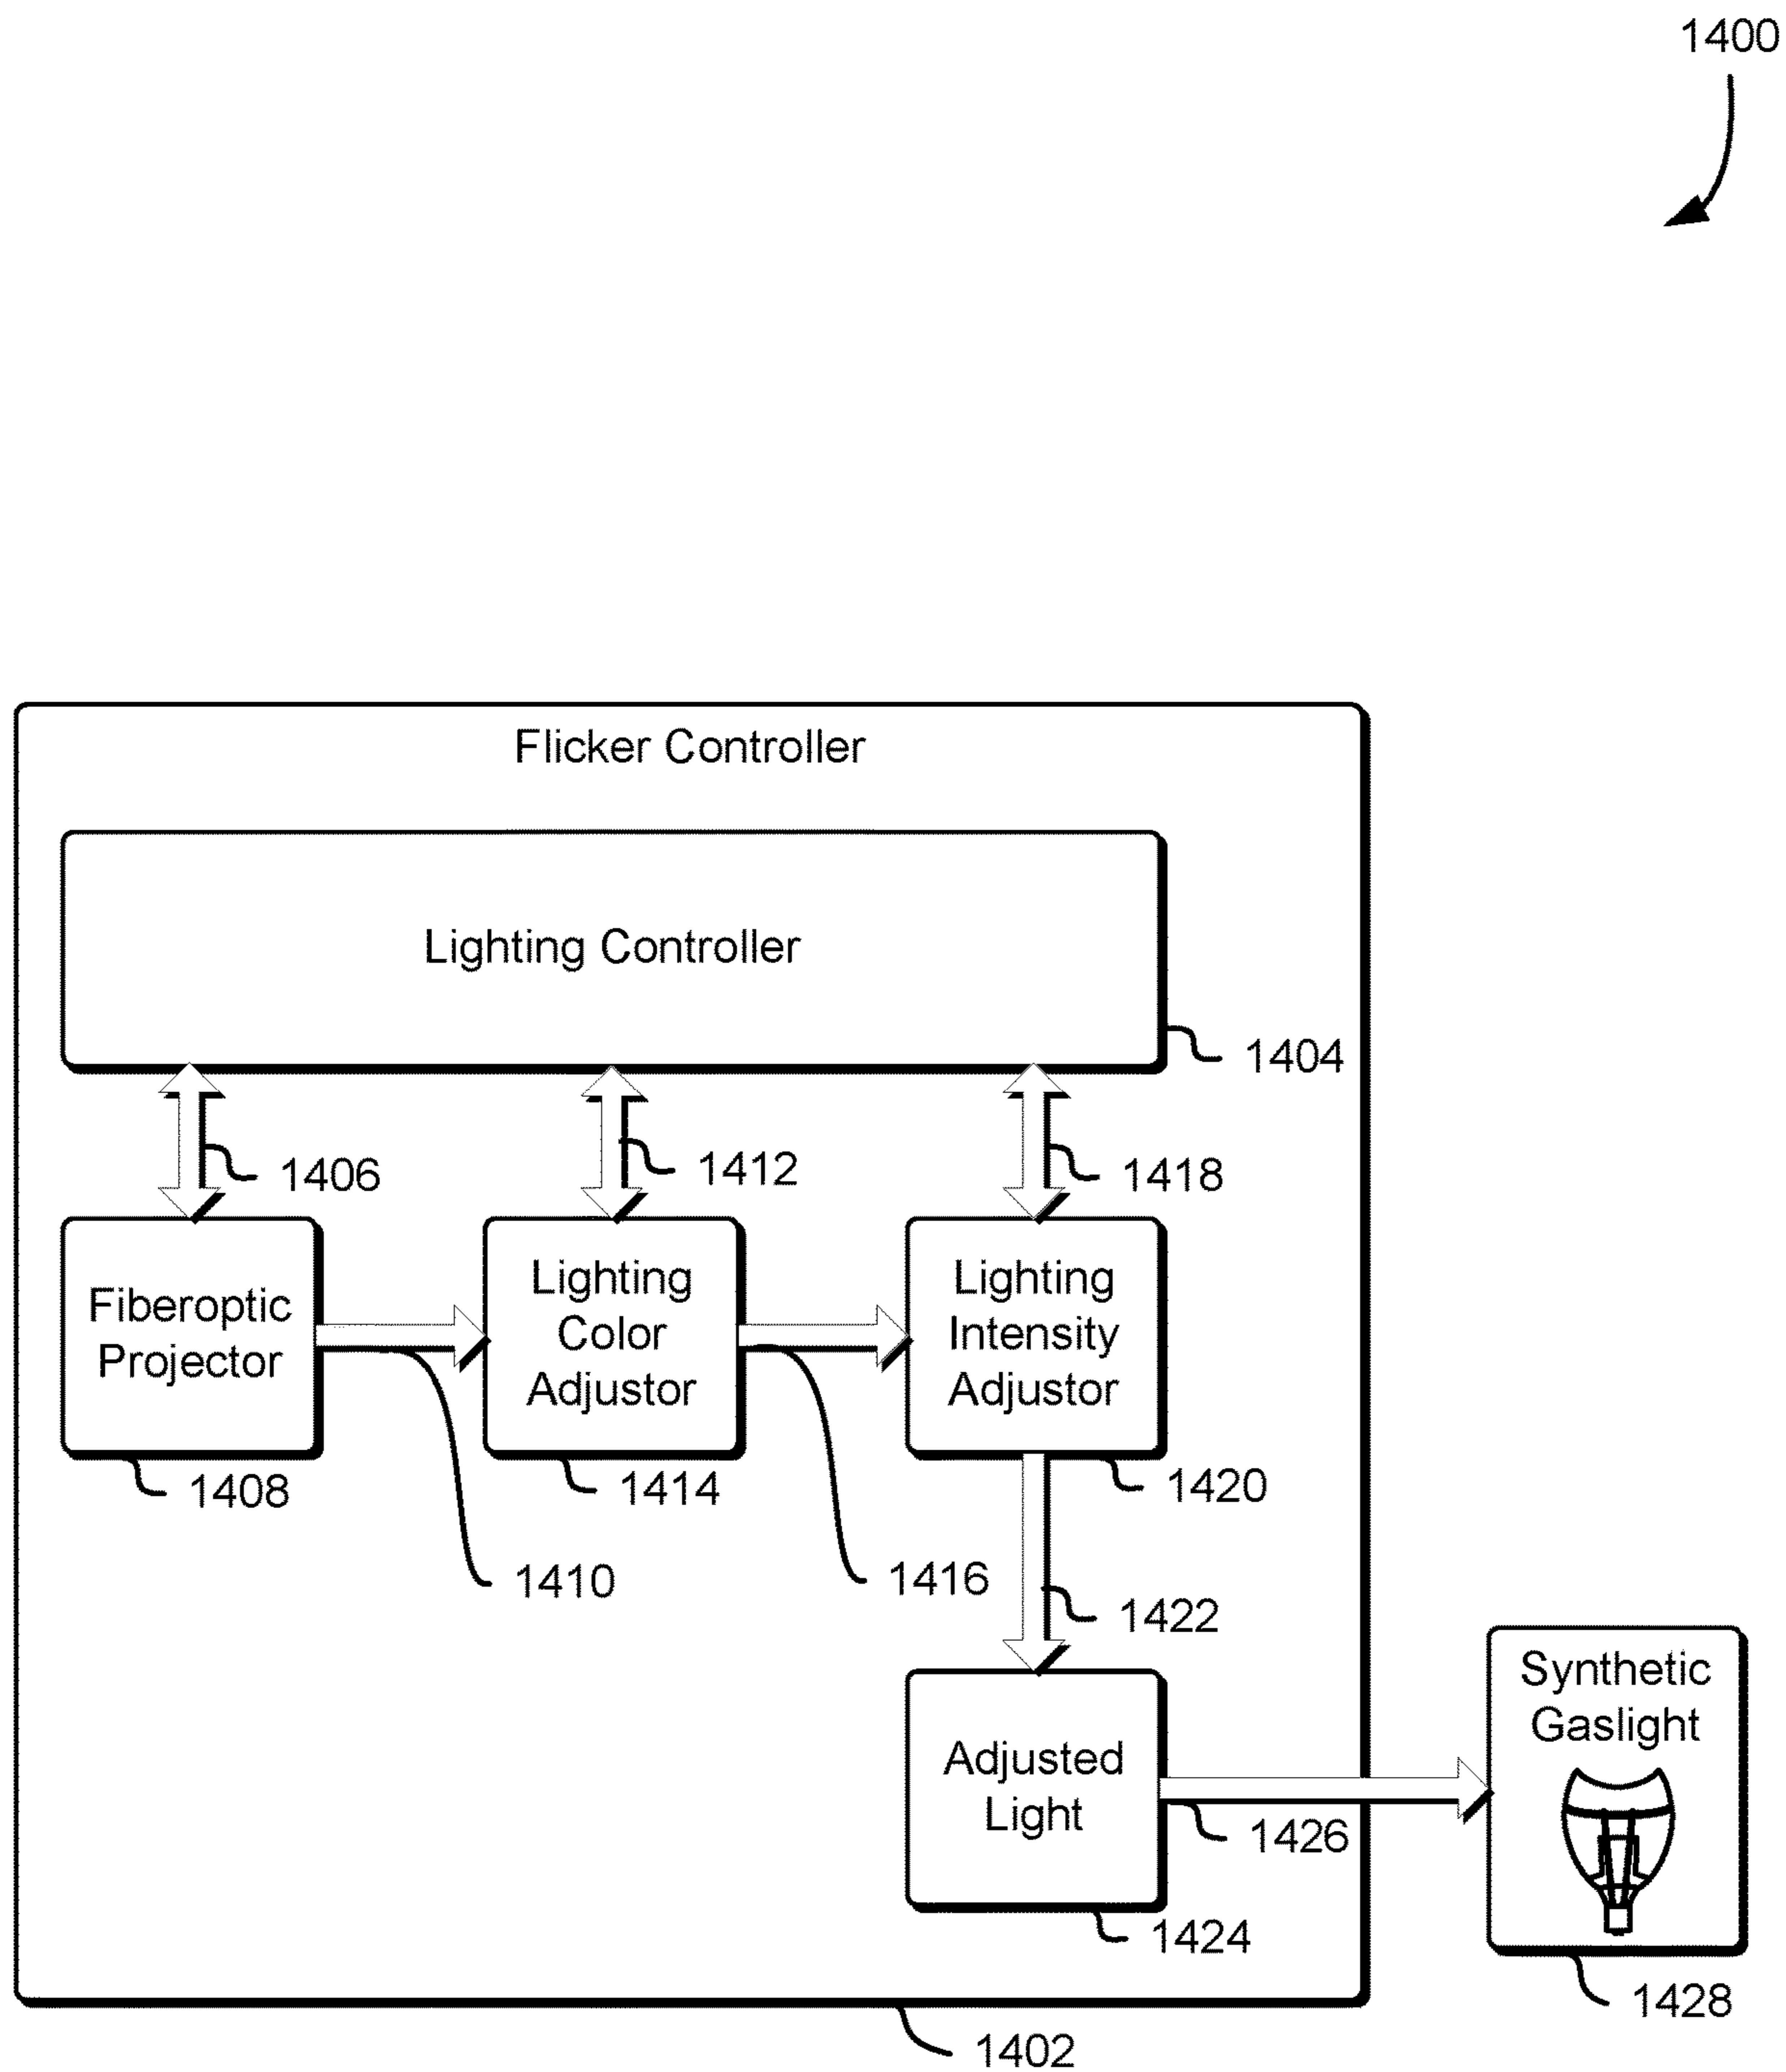 1400
Flicker Controller
Lighting Controller
1404
1406
1412
1418
Fiberoptic
Projector
Lighting
Color
Adjustor
Lighting
Intensity
Adjustor
1408
1414
1420
1410
1416
1422
Synthetic
Gaslight
Adjusted
Light
1426
1424
1428
1402